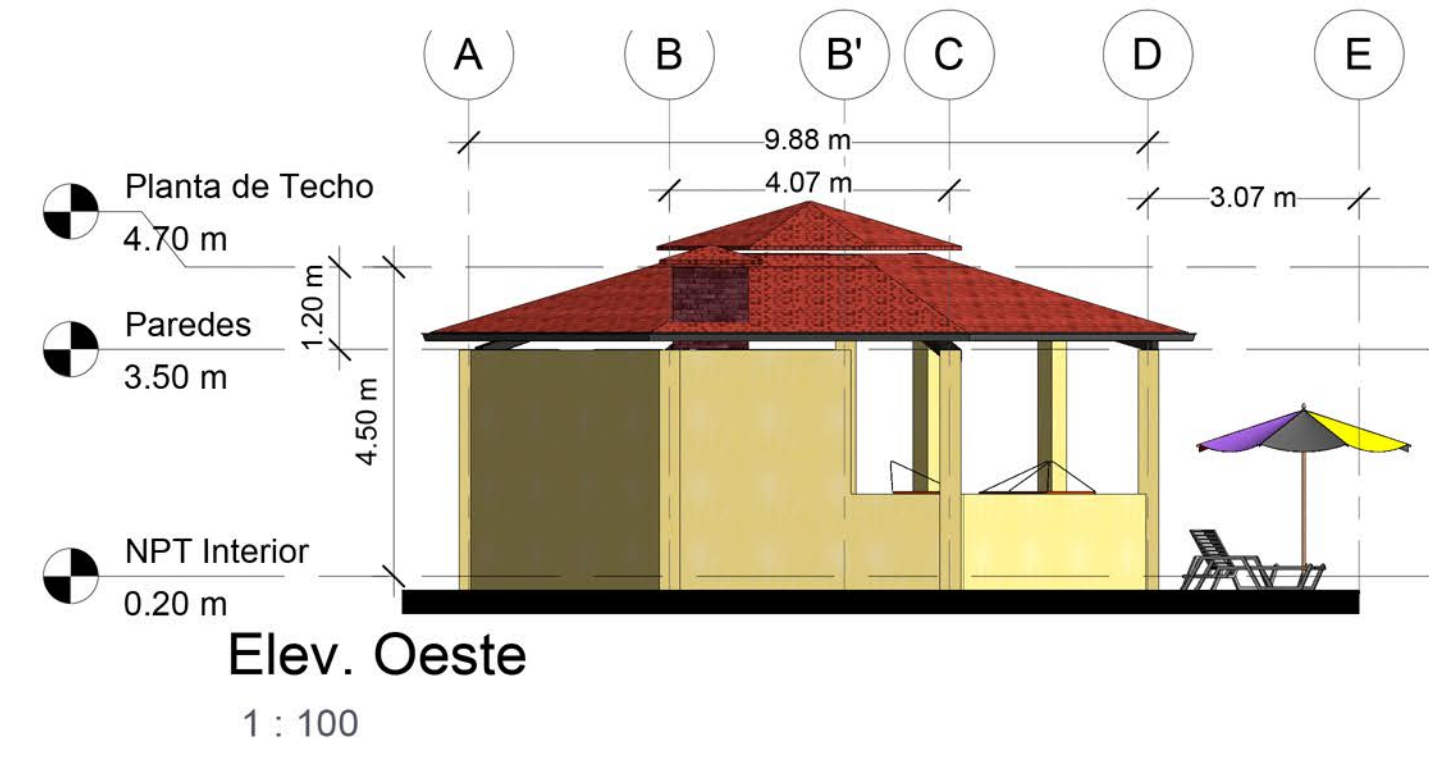 A B B' C D E
9.88 m
4.07 m
3.07 m
Planta de Techo
4.70 m
1.20 m
Paredes
3.50 m
4.50 m
NPT Interior
0.20 m
Elev. Oeste
1 : 100